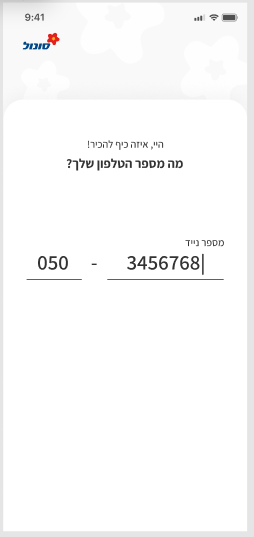 9:41
סונול
היי, איזה כיף להכיר!
מה מספר הטלפון שלך?
מספר נייד
050 - 3456768